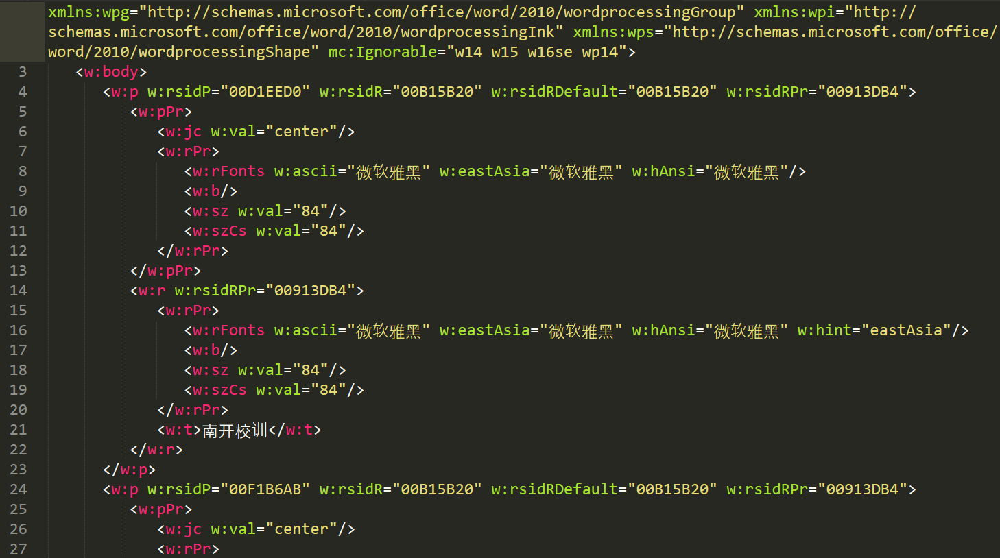 xmlns:wpg="http://schemas.microsoft.com/office/word/2010/wordprocessingGroup" xmlns:wpi="http://
schemas.microsoft.com/office/word/2010/wordprocessingInk" xmlns:wps="http://schemas.microsoft.com/office/
word/2010/wordprocessingShape" mc:Ignorable="w14 w15 w16se wp14">
3 <w:body>
4 <w:p w:rsidP="00D1EED0" w:rsidR="00B15B20" w:rsidRDefault="00B15B20" w:rsidRPr="00913DB4">
5 <w:pPr>
6 <w:jc w:val="center"/>
7 <w:rPr>
8 <w:rFonts w:ascii="微软雅黑" w:eastAsia="微软雅黑" w:hAnsi="微软雅黑"/>
9 <w:b/>
10 <w:sz w:val="84"/>
11 <w:szCs w:val="84"/>
12 </w:rPr>
13 </w:pPr>
14 <w:r w:rsidRPr="00913DB4">
15 <w:rPr>
16 <w:rFonts w:ascii="微软雅黑" w:eastAsia="微软雅黑" w:hAnsi="微软雅黑" w:hint="eastAsia"/>
17 <w:b/>
18 <w:sz w:val="84"/>
19 <w:szCs w:val="84"/>
20 </w:rPr>
21 <w:t>南开校训</w:t>
22 </w:r>
23 </w:p>
24 <w:p w:rsidP="00F1B6AB" w:rsidR="00B15B20" w:rsidRDefault="00B15B20" w:rsidRPr="00913DB4">
25 <w:pPr>
26 <w:jc w:val="center"/>
27 <w:rPr>